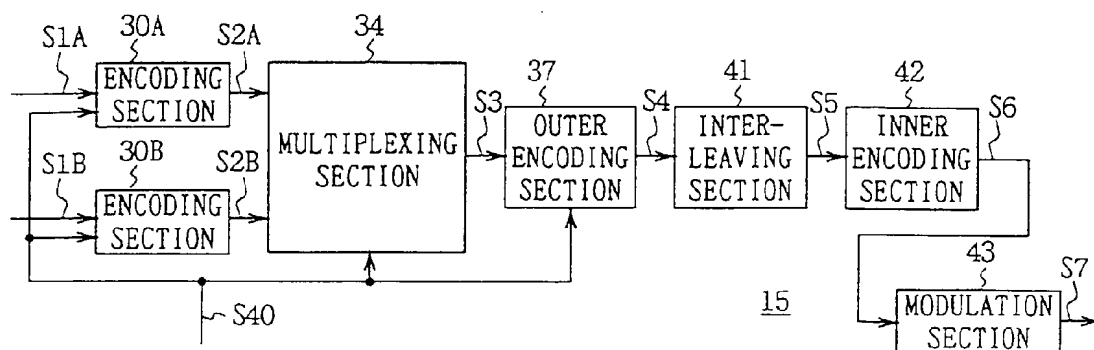 S1A
30A
S2A
ENCODING
SECTION
S1B
30B
S2B
ENCODING
SECTION
34
MULTIPLEXING
SECTION
S3
37
OUTER
ENCODING
SECTION
S4
41
INTER-
LEAVING
SECTION
S5
42
INNER
ENCODING
SECTION
S6
S40
15
43
MODULATION
SECTION
S7